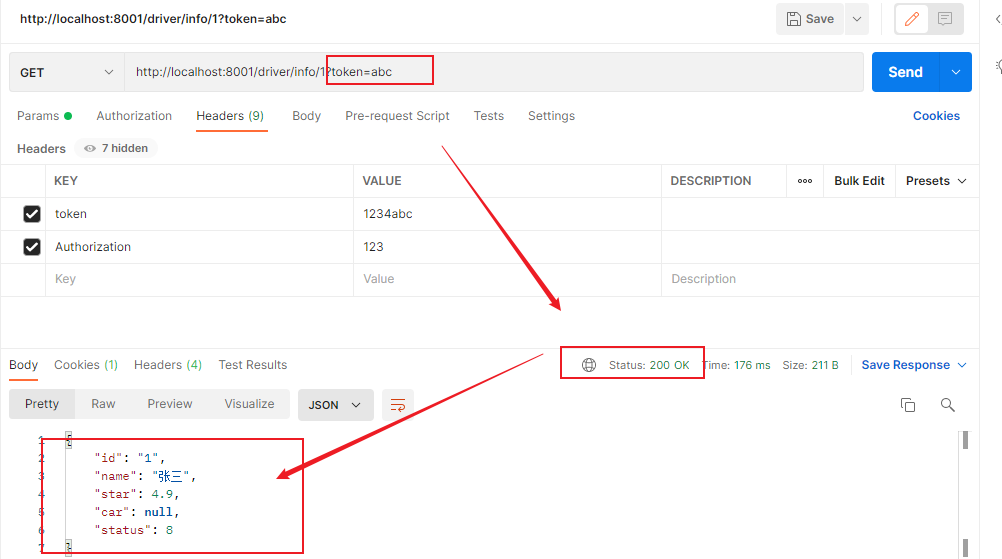 http://localhost:8001/driver/info/1?token=abc
Save
GET
http://localhost:8001/driver/info/1?token=abc
Send
Params Authorization Headers (9) Body Pre-request Script Tests Settings Cookies
Headers 7 hidden
KEY VALUE DESCRIPTION Bulk Edit Presets
token 1234abc
Authorization 123
Key Value Description
Body Cookies (1) Headers (4) Test Results Status: 200 OK Time: 176 ms Size: 211 B Save Response
Pretty Raw Preview Visualize JSON
1 {
2 "id": "1",
3 "name": "张三",
4 "star": 4.9,
5 "car": null,
6 "status": 8
7 }